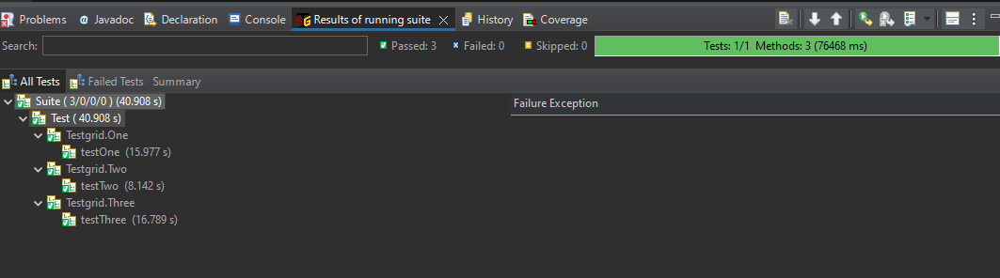 Problems @ Javadoc Declaration Console Results of running suite History Coverage
Search: Passed: 3 Failed: 0 Skipped: 0 Tests: 1/1 Methods: 3 (76468 ms)
All Tests Failed Tests Summary
Suite ( 3/0/0/0 ) (40.908 s) Failure Exception
Test ( 40.908 s)
Testgrid.One
testOne (15.977 s)
Testgrid.Two
testTwo (8.142 s)
Testgrid.Three
testThree (16.789 s)